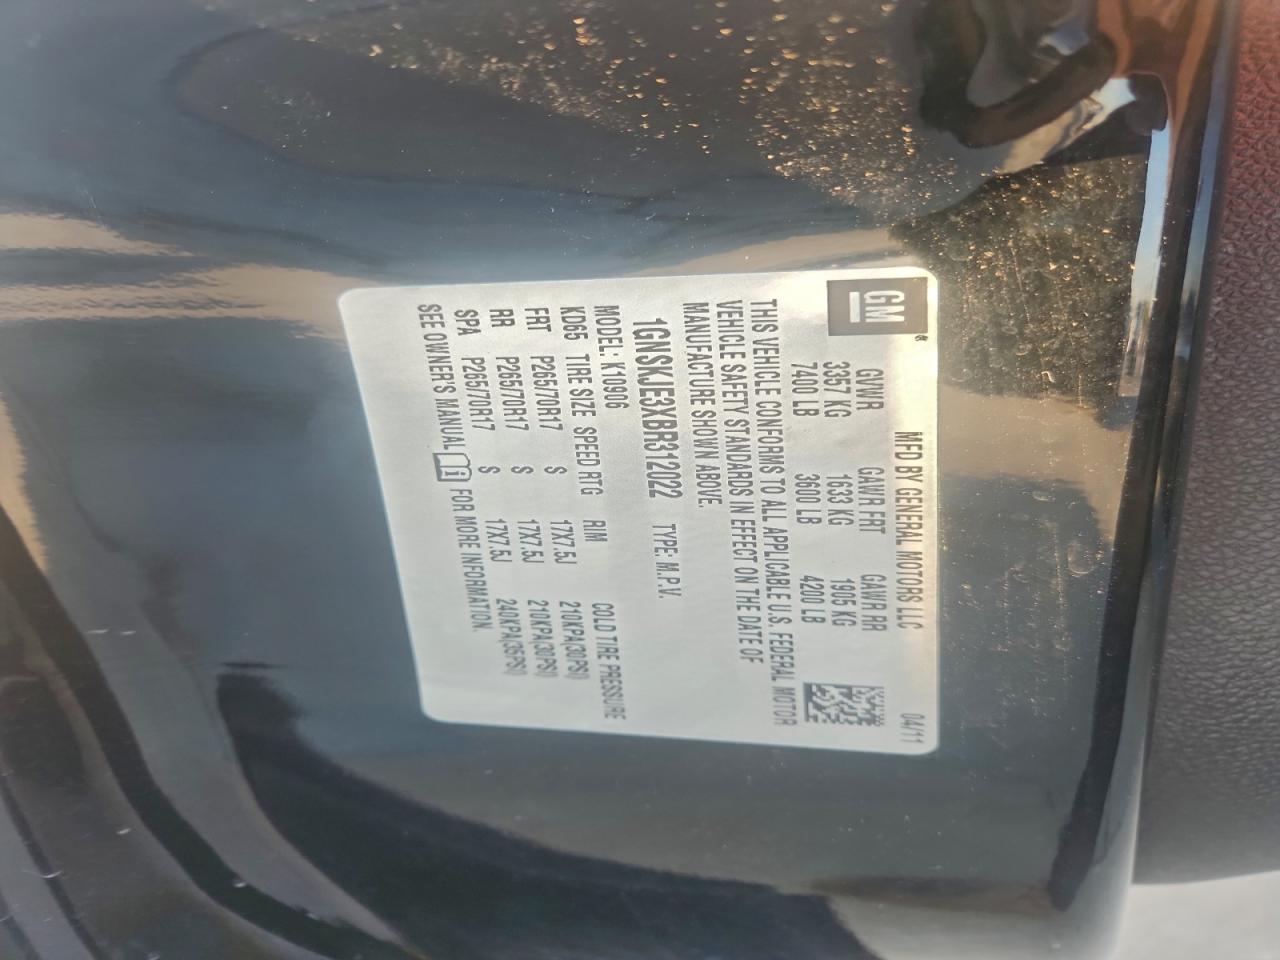 GM
MFD BY GENERAL MOTORS LLC 04/11
GVWR GAWR FRT GAWR RR
3357 KG 1633 KG 1905 KG
7400 LB 3600 LB 4200 LB
THIS VEHICLE CONFORMS TO ALL APPLICABLE U.S. FEDERAL MOTOR
VEHICLE SAFETY STANDARDS IN EFFECT ON THE DATE OF
MANUFACTURE SHOWN ABOVE.
1GNSKJE3XBR312022 TYPE: M.P.V.
MODEL: K10906
KD65 TIRE SIZE SPEED RTG RIM COLD TIRE PRESSURE
FRT P265/70R17 S 17X7.5J 210KPA(30PSI)
RR P265/70R17 S 17X7.5J 210KPA(30PSI)
SPA P265/70R17 S 17X7.5J 240KPA(35PSI)
SEE OWNER'S MANUAL i FOR MORE INFORMATION.